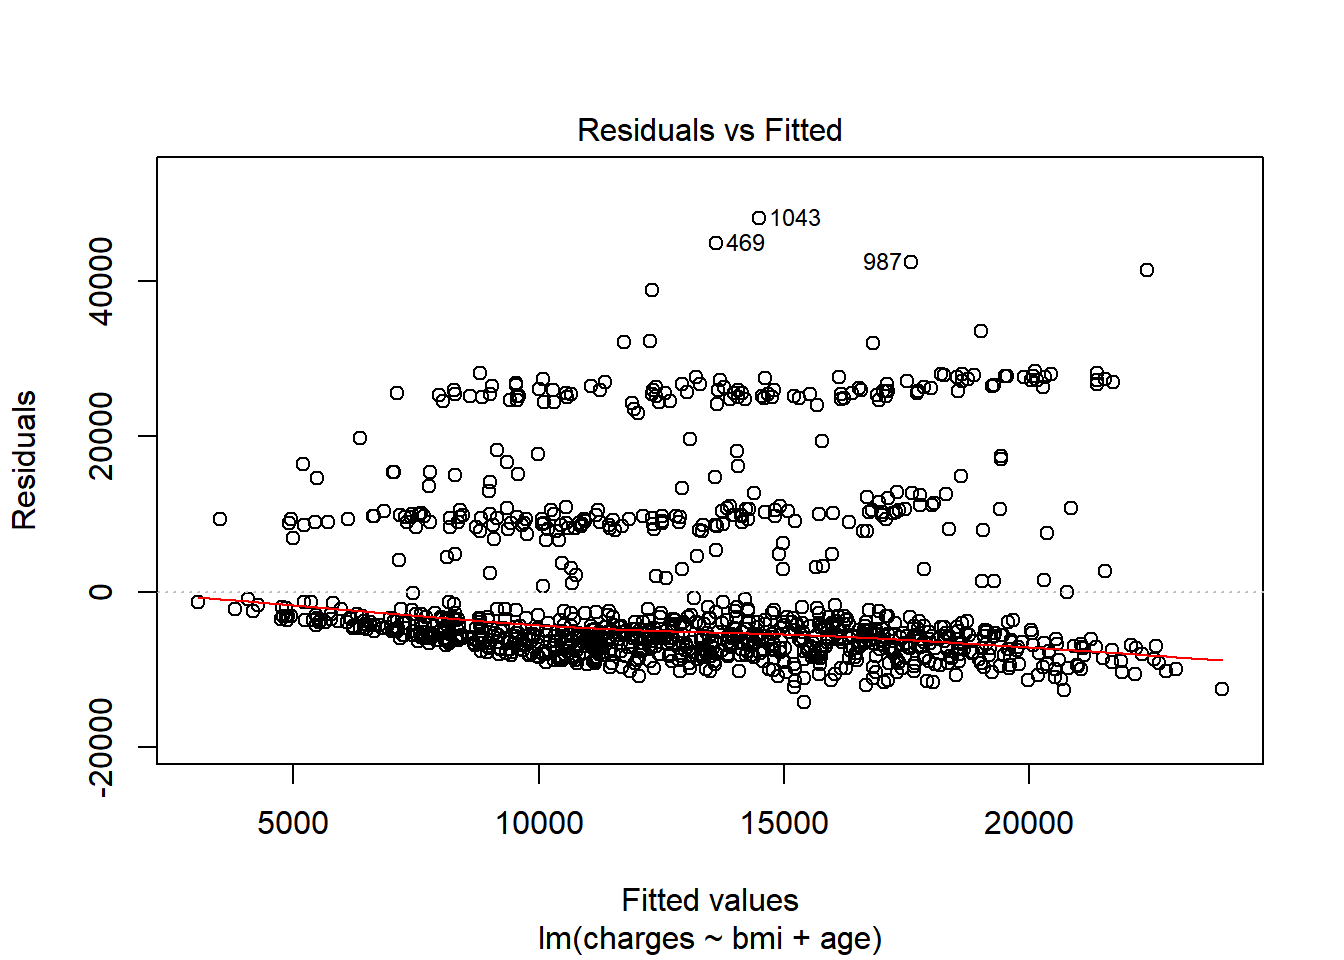 Residuals vs Fitted
1043
469
987
40000
20000
0
-20000
Residuals
5000
10000
15000
20000
Fitted values
lm(charges ~ bmi + age)